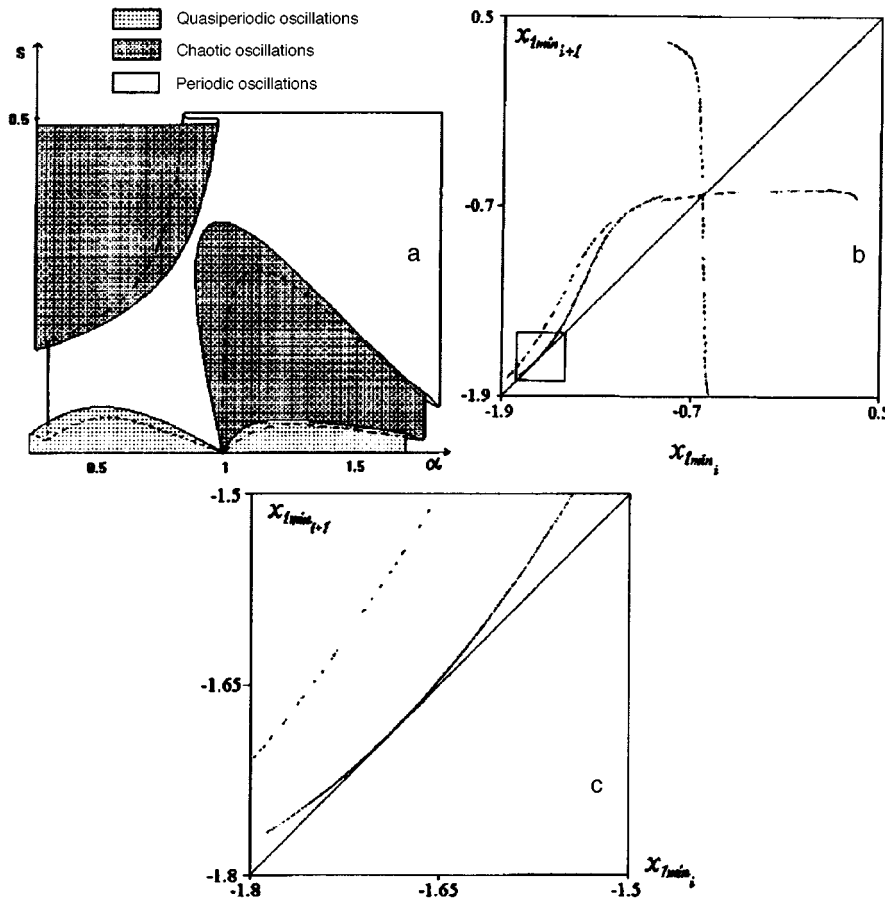 Quasiperiodic oscillations
Chaotic oscillations
Periodic oscillations
S
0.5
a
0.5
1
1.5
α
0.5
x1min i+1
-0.7
b
-1.9
-1.9
-0.7
0.5
x1min i
-1.5
x1min i+1
-1.65
c
-1.8
x1min i
-1.8
-1.65
-1.5